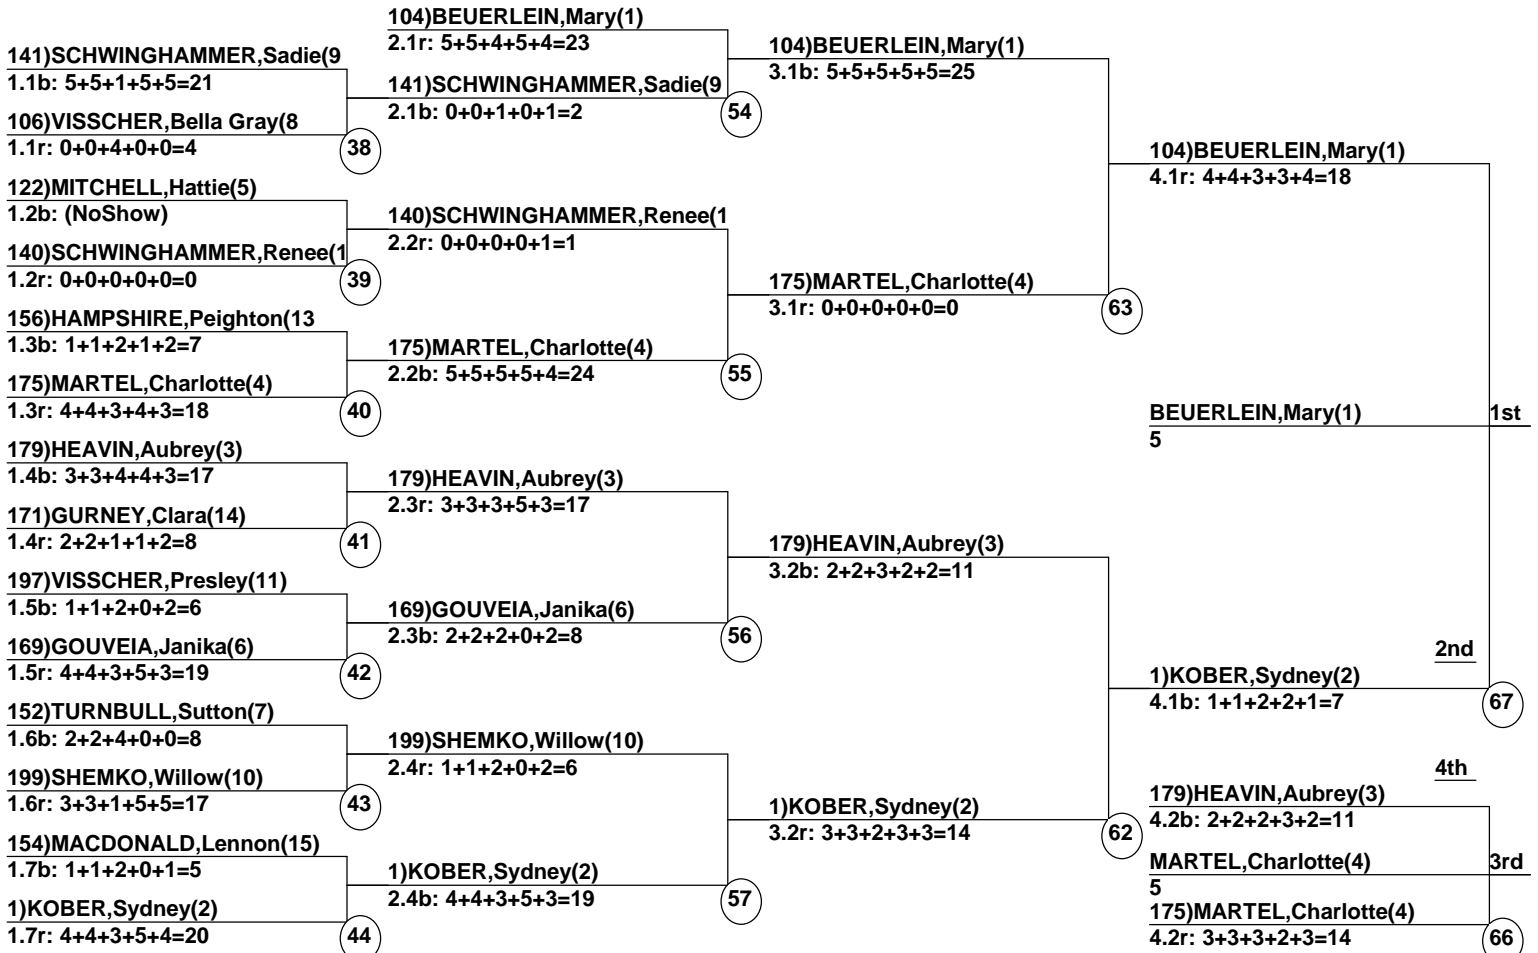 141)SCHWINGHAMMER,Sadie(9
1.1b: 5+5+1+5+5=21
106)VISSCHER,Bella Gray(8
1.1r: 0+0+4+0+0=4
38
122)MITCHELL,Hattie(5)
1.2b: (NoShow)
140)SCHWINGHAMMER,Renee(1
1.2r: 0+0+0+0+0=0
39
156)HAMPSHIRE,Peighton(13
1.3b: 1+1+2+1+2=7
175)MARTEL,Charlotte(4)
1.3r: 4+4+3+4+3=18
40
179)HEAVIN,Aubrey(3)
1.4b: 3+3+4+4+3=17
171)GURNEY,Clara(14)
1.4r: 2+2+1+1+2=8
41
197)VISSCHER,Presley(11)
1.5b: 1+1+2+0+2=6
169)GOUVEIA,Janika(6)
1.5r: 4+4+3+5+3=19
42
152)TURNBULL,Sutton(7)
1.6b: 2+2+4+0+0=8
199)SHEMKO,Willow(10)
1.6r: 3+3+1+5+5=17
43
154)MACDONALD,Lennon(15)
1.7b: 1+1+2+0+1=5
1)KOBER,Sydney(2)
1.7r: 4+4+3+5+4=20
44
104)BEUERLEIN,Mary(1)
2.1r: 5+5+4+5+4=23
141)SCHWINGHAMMER,Sadie(9
2.1b: 0+0+1+0+1=2
54
140)SCHWINGHAMMER,Renee(1
2.2r: 0+0+0+0+1=1
175)MARTEL,Charlotte(4)
2.2b: 5+5+5+5+4=24
55
179)HEAVIN,Aubrey(3)
2.3r: 3+3+3+5+3=17
169)GOUVEIA,Janika(6)
2.3b: 2+2+2+0+2=8
56
199)SHEMKO,Willow(10)
2.4r: 1+1+2+0+2=6
1)KOBER,Sydney(2)
2.4b: 4+4+3+5+3=19
57
104)BEUERLEIN,Mary(1)
3.1b: 5+5+5+5+5=25
175)MARTEL,Charlotte(4)
3.1r: 0+0+0+0+0=0
63
179)HEAVIN,Aubrey(3)
3.2b: 2+2+3+2+2=11
1)KOBER,Sydney(2)
3.2r: 3+3+2+3+3=14
62
104)BEUERLEIN,Mary(1)
4.1r: 4+4+3+3+4=18
BEUERLEIN,Mary(1)
1st
5
2nd
1)KOBER,Sydney(2)
4.1b: 1+1+2+2+1=7
67
4th
179)HEAVIN,Aubrey(3)
4.2b: 2+2+2+3+2=11
MARTEL,Charlotte(4)
3rd
5
175)MARTEL,Charlotte(4)
4.2r: 3+3+3+2+3=14
66